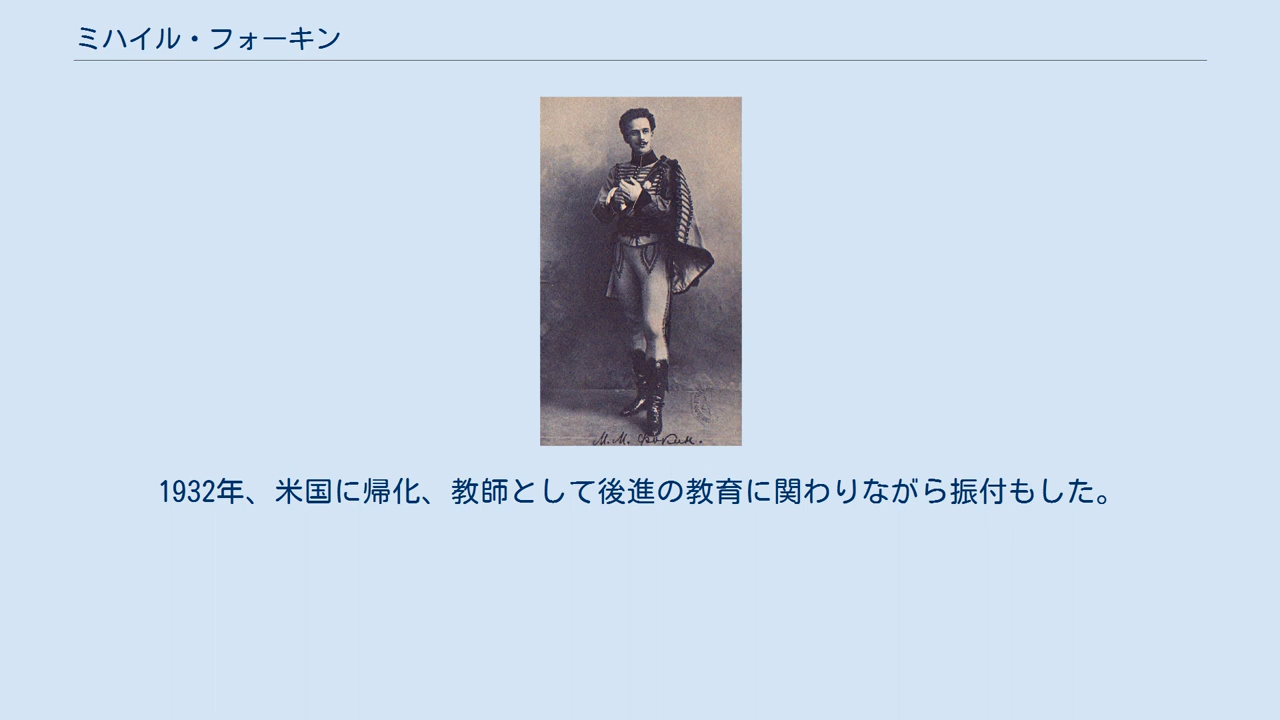 ミハイル・フォーキン
М. М. Фокин.
1932年、米国に帰化、教師として後進の教育に関わりながら振付もした。